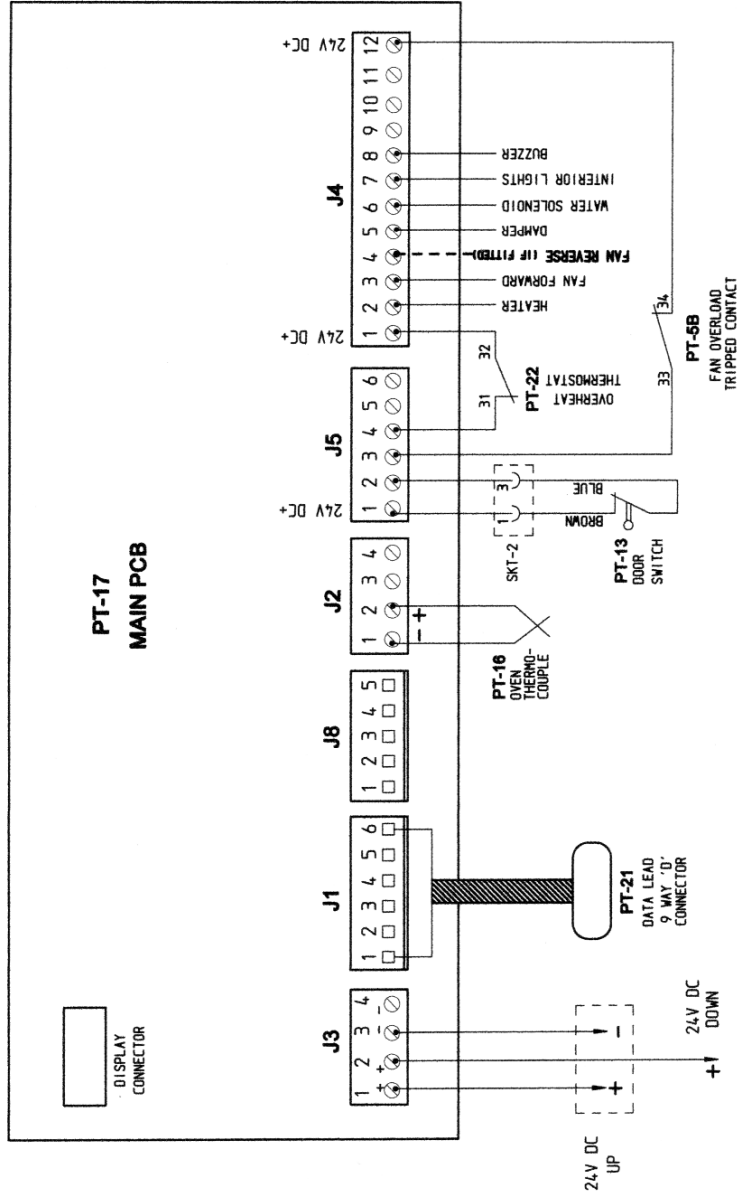 PT-17
MAIN PCB
DISPLAY
CONNECTOR
J3
1 2 3 4
+ + - -
J1
1 2 3 4 5 6
J8
1 2 3 4 5
J2
1 2 3 4
- +
J5
1 2 3 4 5 6
24V DC+
J4
1 2 3 4 5 6 7 8 9 10 11 12
24V DC+
24V DC+
HEATER
FAN FORWARD
FAN REVERSE (IF FITTED)
DAMPER
WATER SOLENOID
INTERIOR LIGHTS
BUZZER
31 32
PT-22
OVERHEAT
THERMOSTAT
33 34
PT-5B
FAN OVERLOAD
TRIPPED CONTACT
1 3
SKT-2
BROWN
BLUE
PT-13
DOOR
SWITCH
PT-16
OVEN
THERMO-
COUPLE
PT-21
DATA LEAD
9 WAY 'D'
CONNECTOR
24V DC
UP
+ -
24V DC
DOWN
+